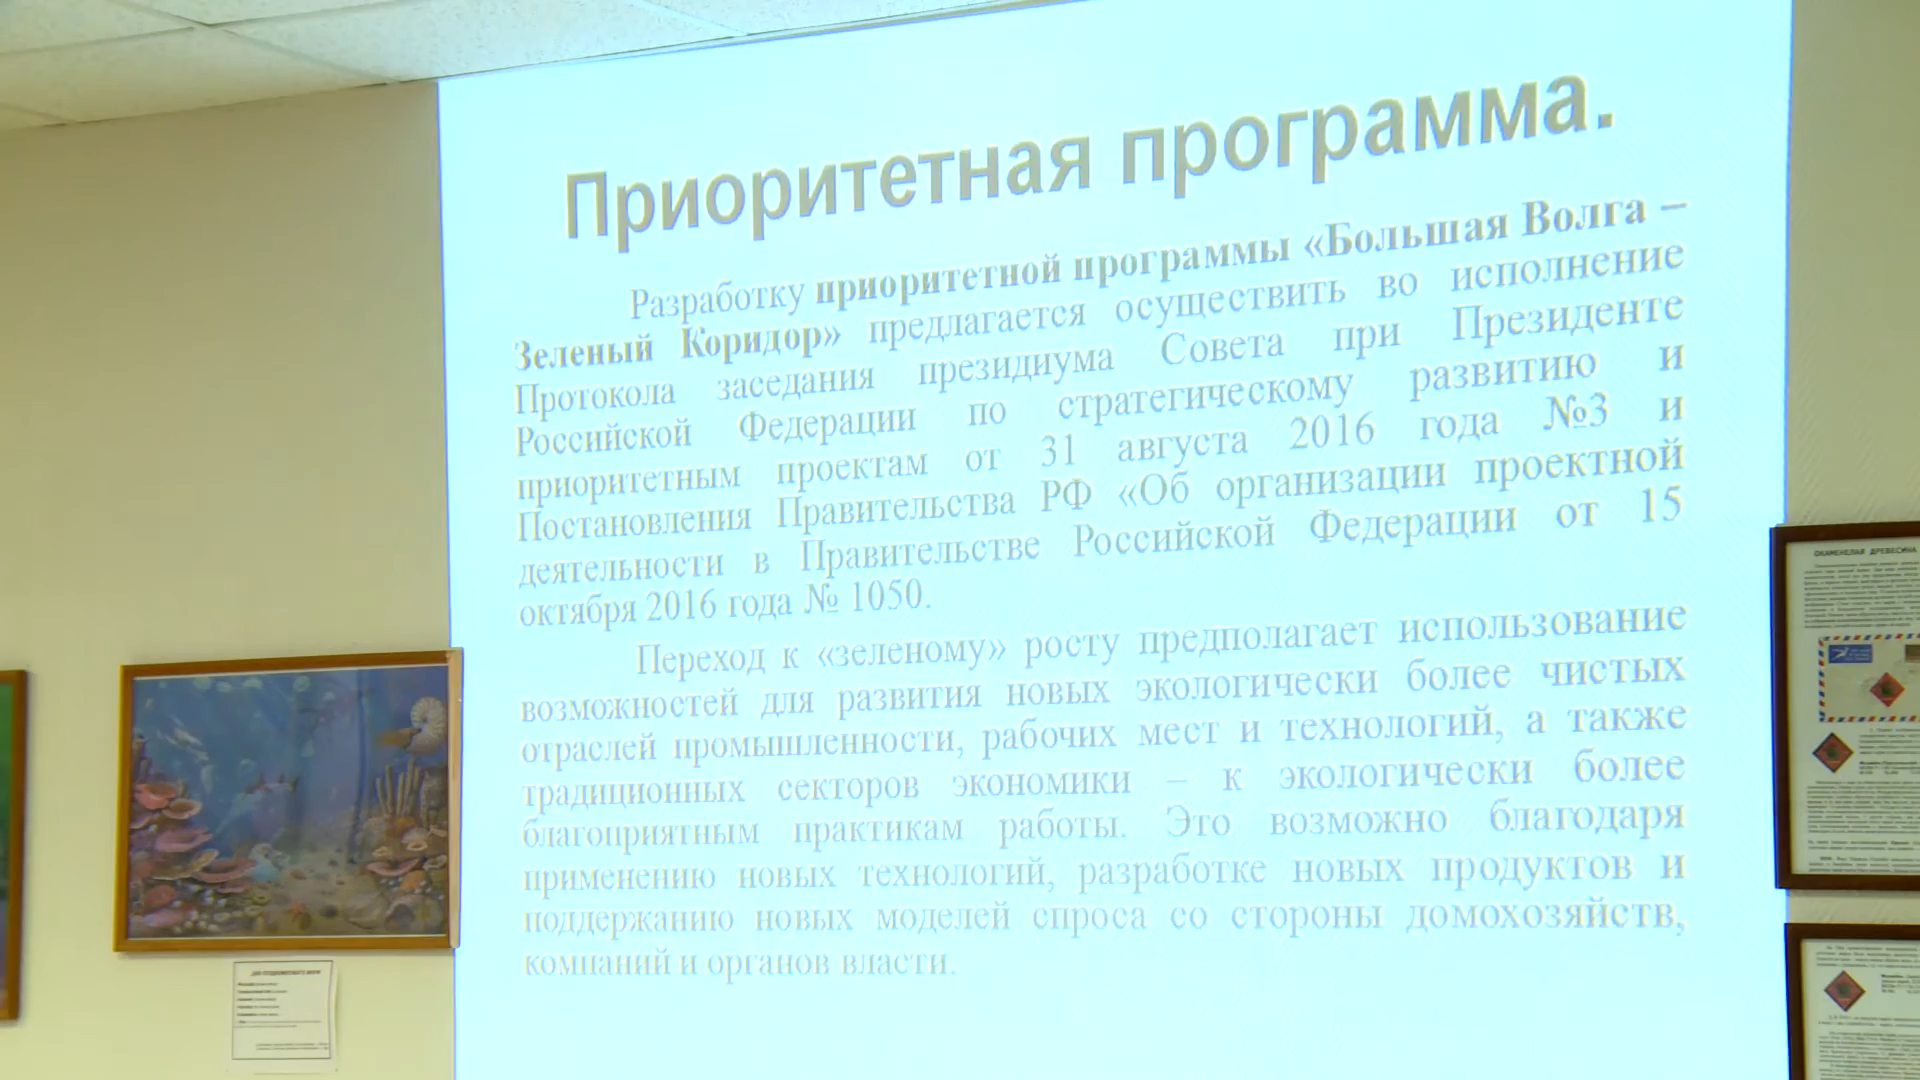 Приоритетная программа.
Разработку приоритетной программы «Большая Волга –
Зеленый Коридор» предлагается осуществить во исполнение
Протокола заседания президиума Совета при Президенте
Российской Федерации по стратегическому развитию и
приоритетным проектам от 31 августа 2016 года №3 и
Постановления Правительства РФ «Об организации проектной
деятельности в Правительстве Российской Федерации от 15
октября 2016 года № 1050.
Переход к «зеленому» росту предполагает использование
возможностей для развития новых экологически более чистых
отраслей промышленности, рабочих мест и технологий, а также
традиционных секторов экономики – к экологически более
благоприятным практикам работы. Это возможно благодаря
применению новых технологий, разработке новых продуктов и
поддержанию новых моделей спроса со стороны домохозяйств,
компаний и органов власти.
ОКАМЕНЕЛАЯ ДРЕВЕСИНА